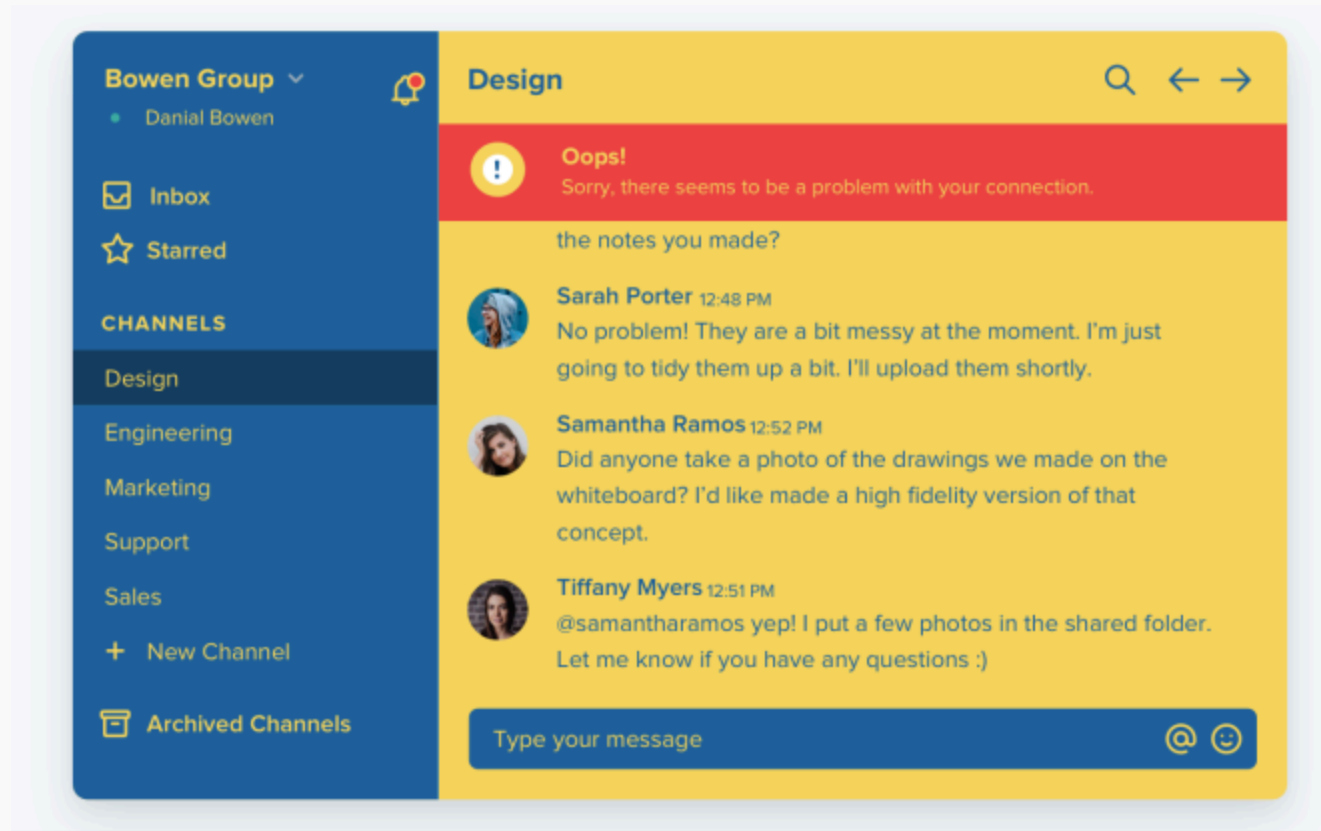 Bowen Group
Danial Bowen
Inbox
Starred
CHANNELS
Design
Engineering
Marketing
Support
Sales
+ New Channel
Archived Channels
Design
!
Oops!
Sorry, there seems to be a problem with your connection.
the notes you made?
Sarah Porter 12:48 PM
No problem! They are a bit messy at the moment. I’m just
going to tidy them up a bit. I’ll upload them shortly.
Samantha Ramos 12:52 PM
Did anyone take a photo of the drawings we made on the
whiteboard? I’d like made a high fidelity version of that
concept.
Tiffany Myers 12:51 PM
@samantharamos yep! I put a few photos in the shared folder.
Let me know if you have any questions :)
Type your message @